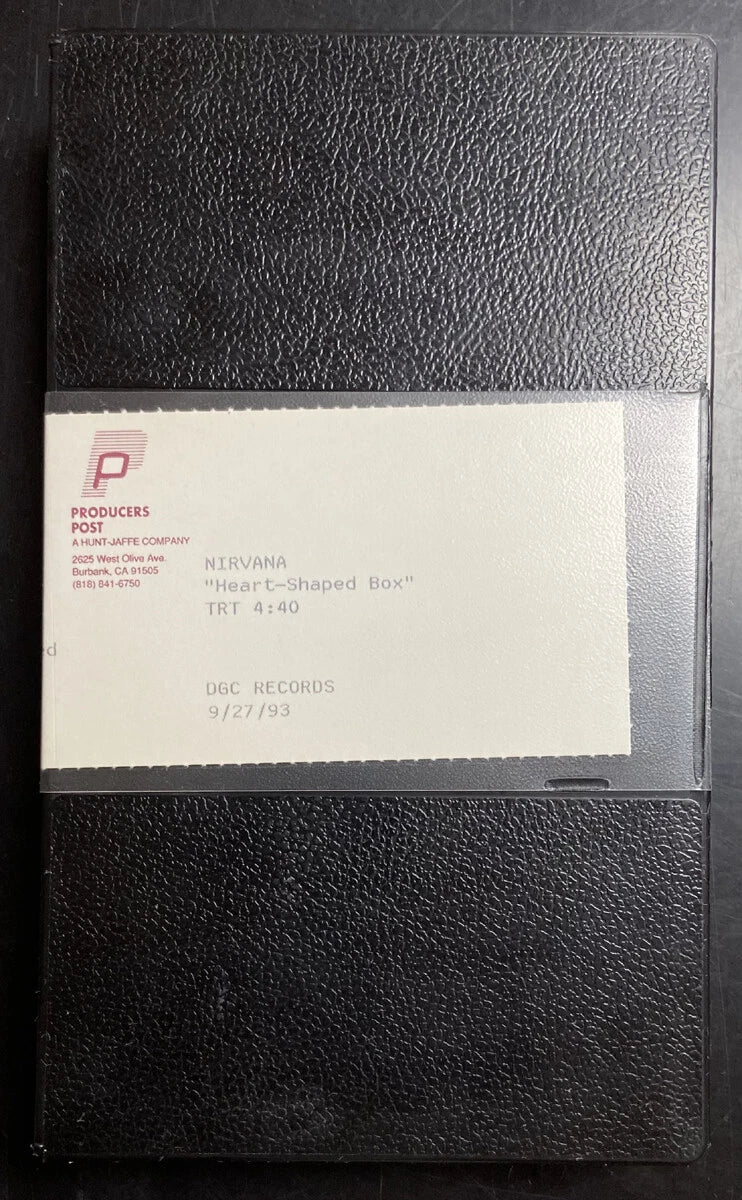 P
PRODUCERS
POST
A HUNT-JAFFE COMPANY
2625 West Olive Ave.
Burbank, CA 91505
(818) 841-6750
NIRVANA
"Heart-Shaped Box"
TRT 4:40
d
DGC RECORDS
9/27/93